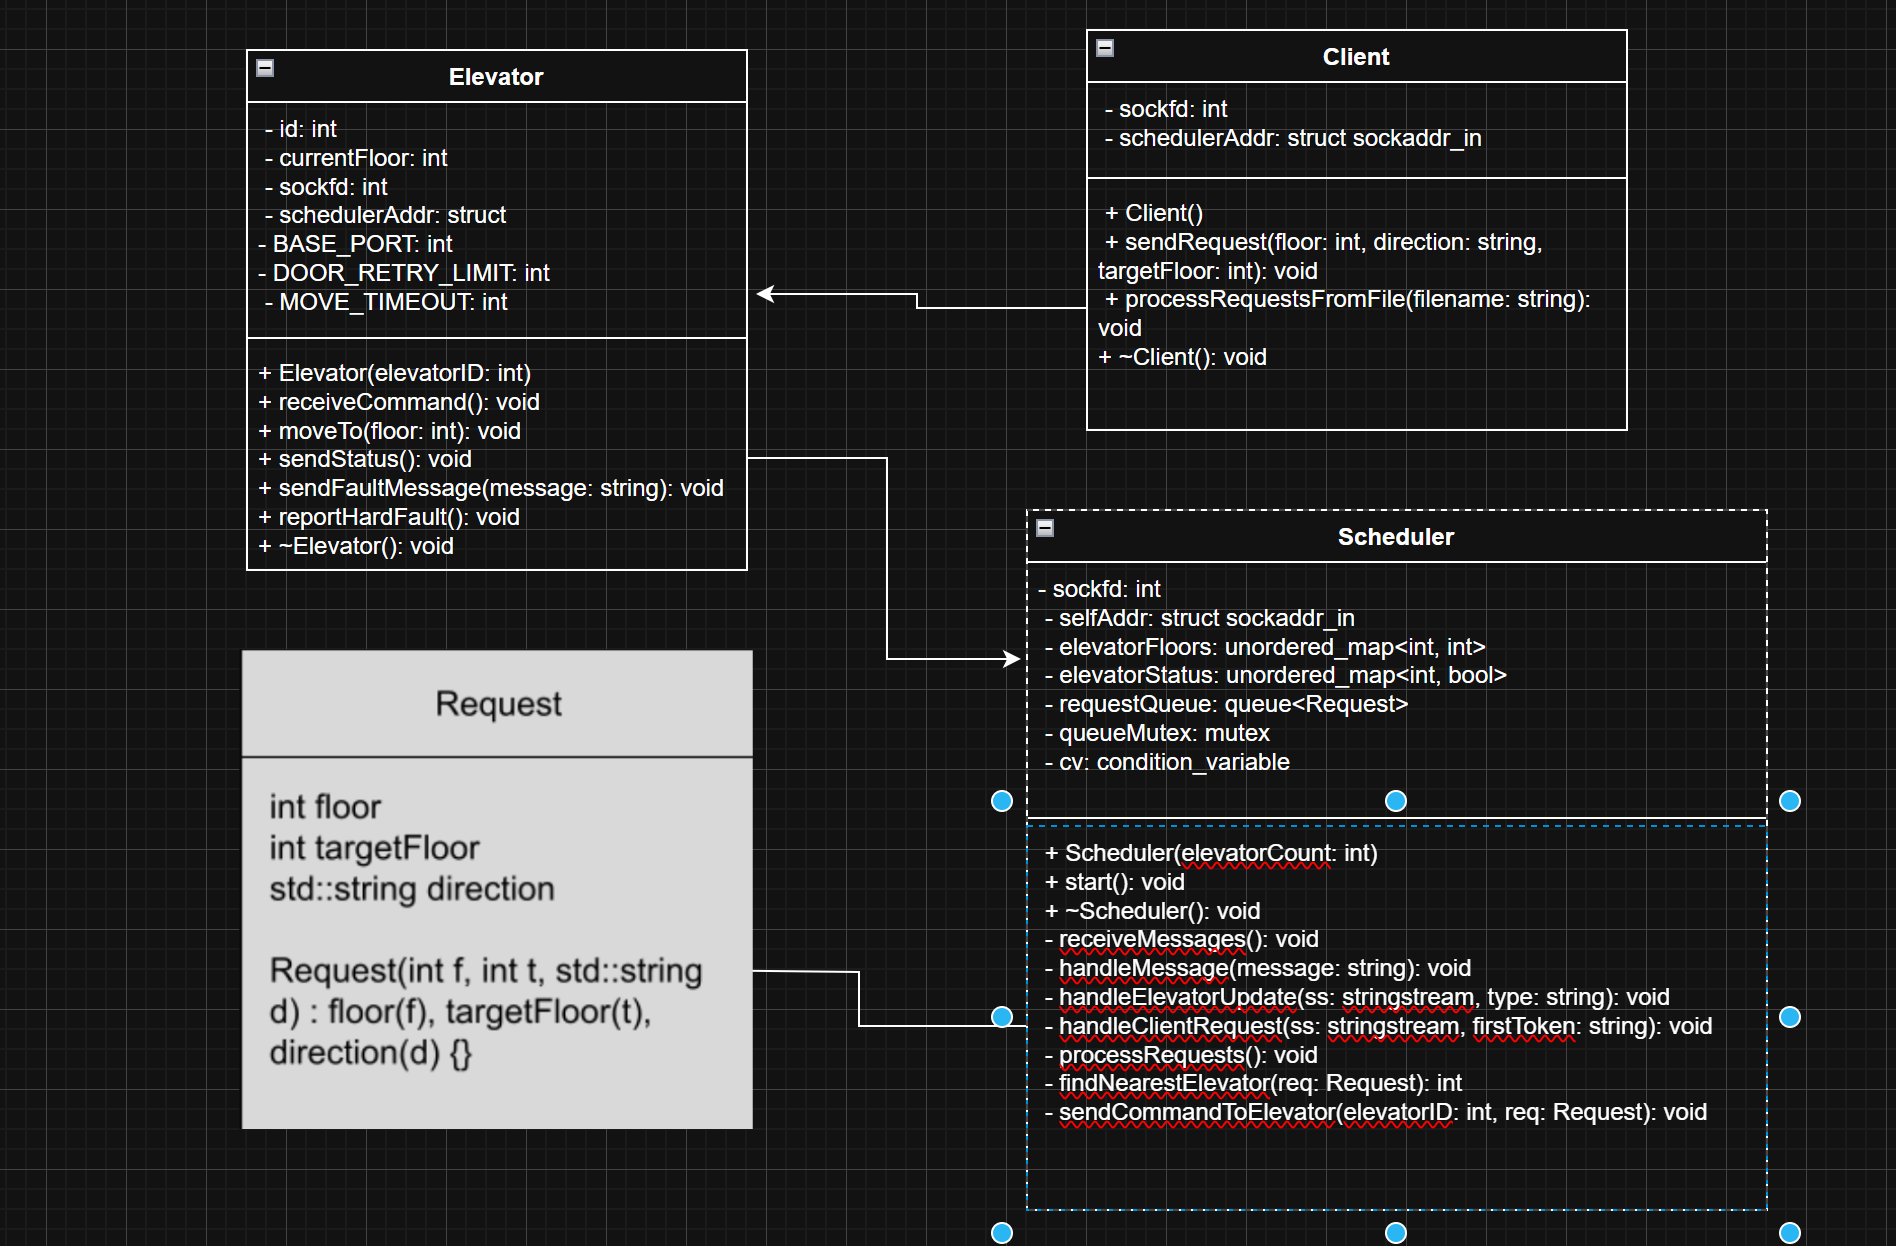 Elevator
- id: int
- currentFloor: int
- sockfd: int
- schedulerAddr: struct
- BASE_PORT: int
- DOOR_RETRY_LIMIT: int
- MOVE_TIMEOUT: int
+ Elevator(elevatorID: int)
+ receiveCommand(): void
+ moveTo(floor: int): void
+ sendStatus(): void
+ sendFaultMessage(message: string): void
+ reportHardFault(): void
+ ~Elevator(): void
Client
- sockfd: int
- schedulerAddr: struct sockaddr_in
+ Client()
+ sendRequest(floor: int, direction: string,
targetFloor: int): void
+ processRequestsFromFile(filename: string):
void
+ ~Client(): void
Request
int floor
int targetFloor
std::string direction
Request(int f, int t, std::string
d) : floor(f), targetFloor(t),
direction(d) {}
Scheduler
- sockfd: int
- selfAddr: struct sockaddr_in
- elevatorFloors: unordered_map<int, int>
- elevatorStatus: unordered_map<int, bool>
- requestQueue: queue<Request>
- queueMutex: mutex
- cv: condition_variable
+ Scheduler(elevatorCount: int)
+ start(): void
+ ~Scheduler(): void
- receiveMessages(): void
- handleMessage(message: string): void
- handleElevatorUpdate(ss: stringstream, type: string): void
- handleClientRequest(ss: stringstream, firstToken: string): void
- processRequests(): void
- findNearestElevator(req: Request): int
- sendCommandToElevator(elevatorID: int, req: Request): void